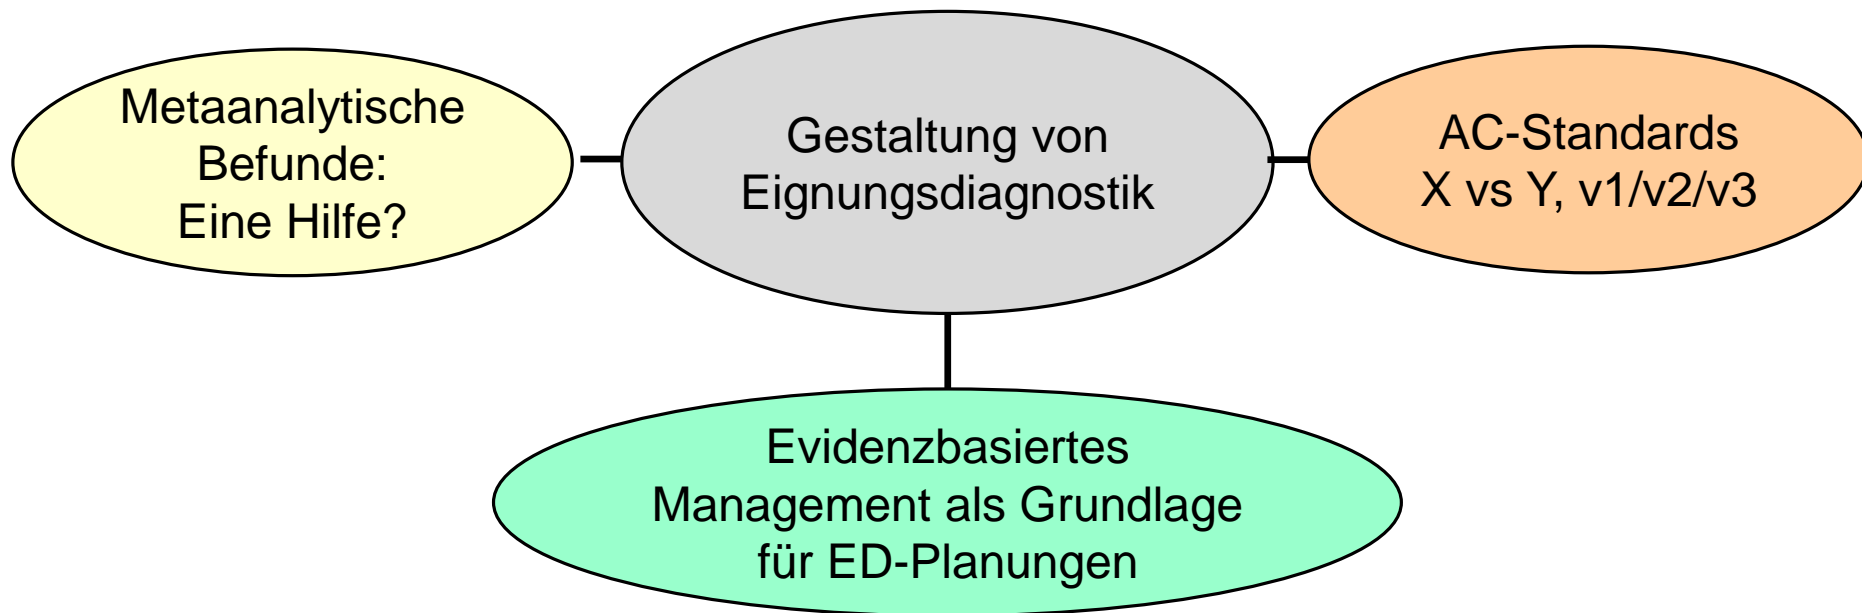 Metaanalytische
Befunde:
Eine Hilfe?
Gestaltung von
Eignungsdiagnostik
AC-Standards
X vs Y, v1/v2/v3
Evidenzbasiertes
Management als Grundlage
für ED-Planungen